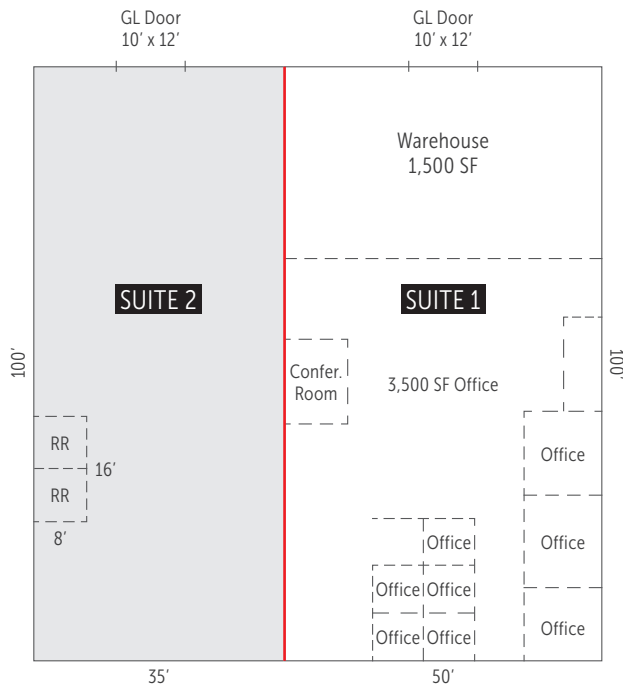 GL Door
10' x 12'
GL Door
10' x 12'
Warehouse
1,500 SF
SUITE 2
SUITE 1
100'
Confer.
Room
3,500 SF Office
100'
RR
16'
RR
8'
Office
Office
Office
Office
Office
Office
Office
Office
35'
50'